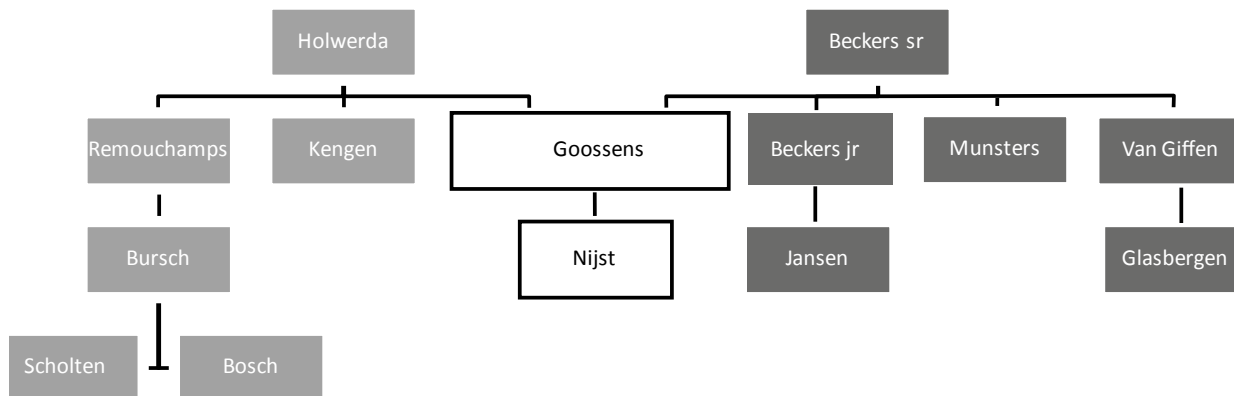 Holwerda
Beckers sr
Remouchamps
Kengen
Goossens
Beckers jr
Munsters
Van Giffen
Bursch
Nijst
Jansen
Glasbergen
Scholten
Bosch